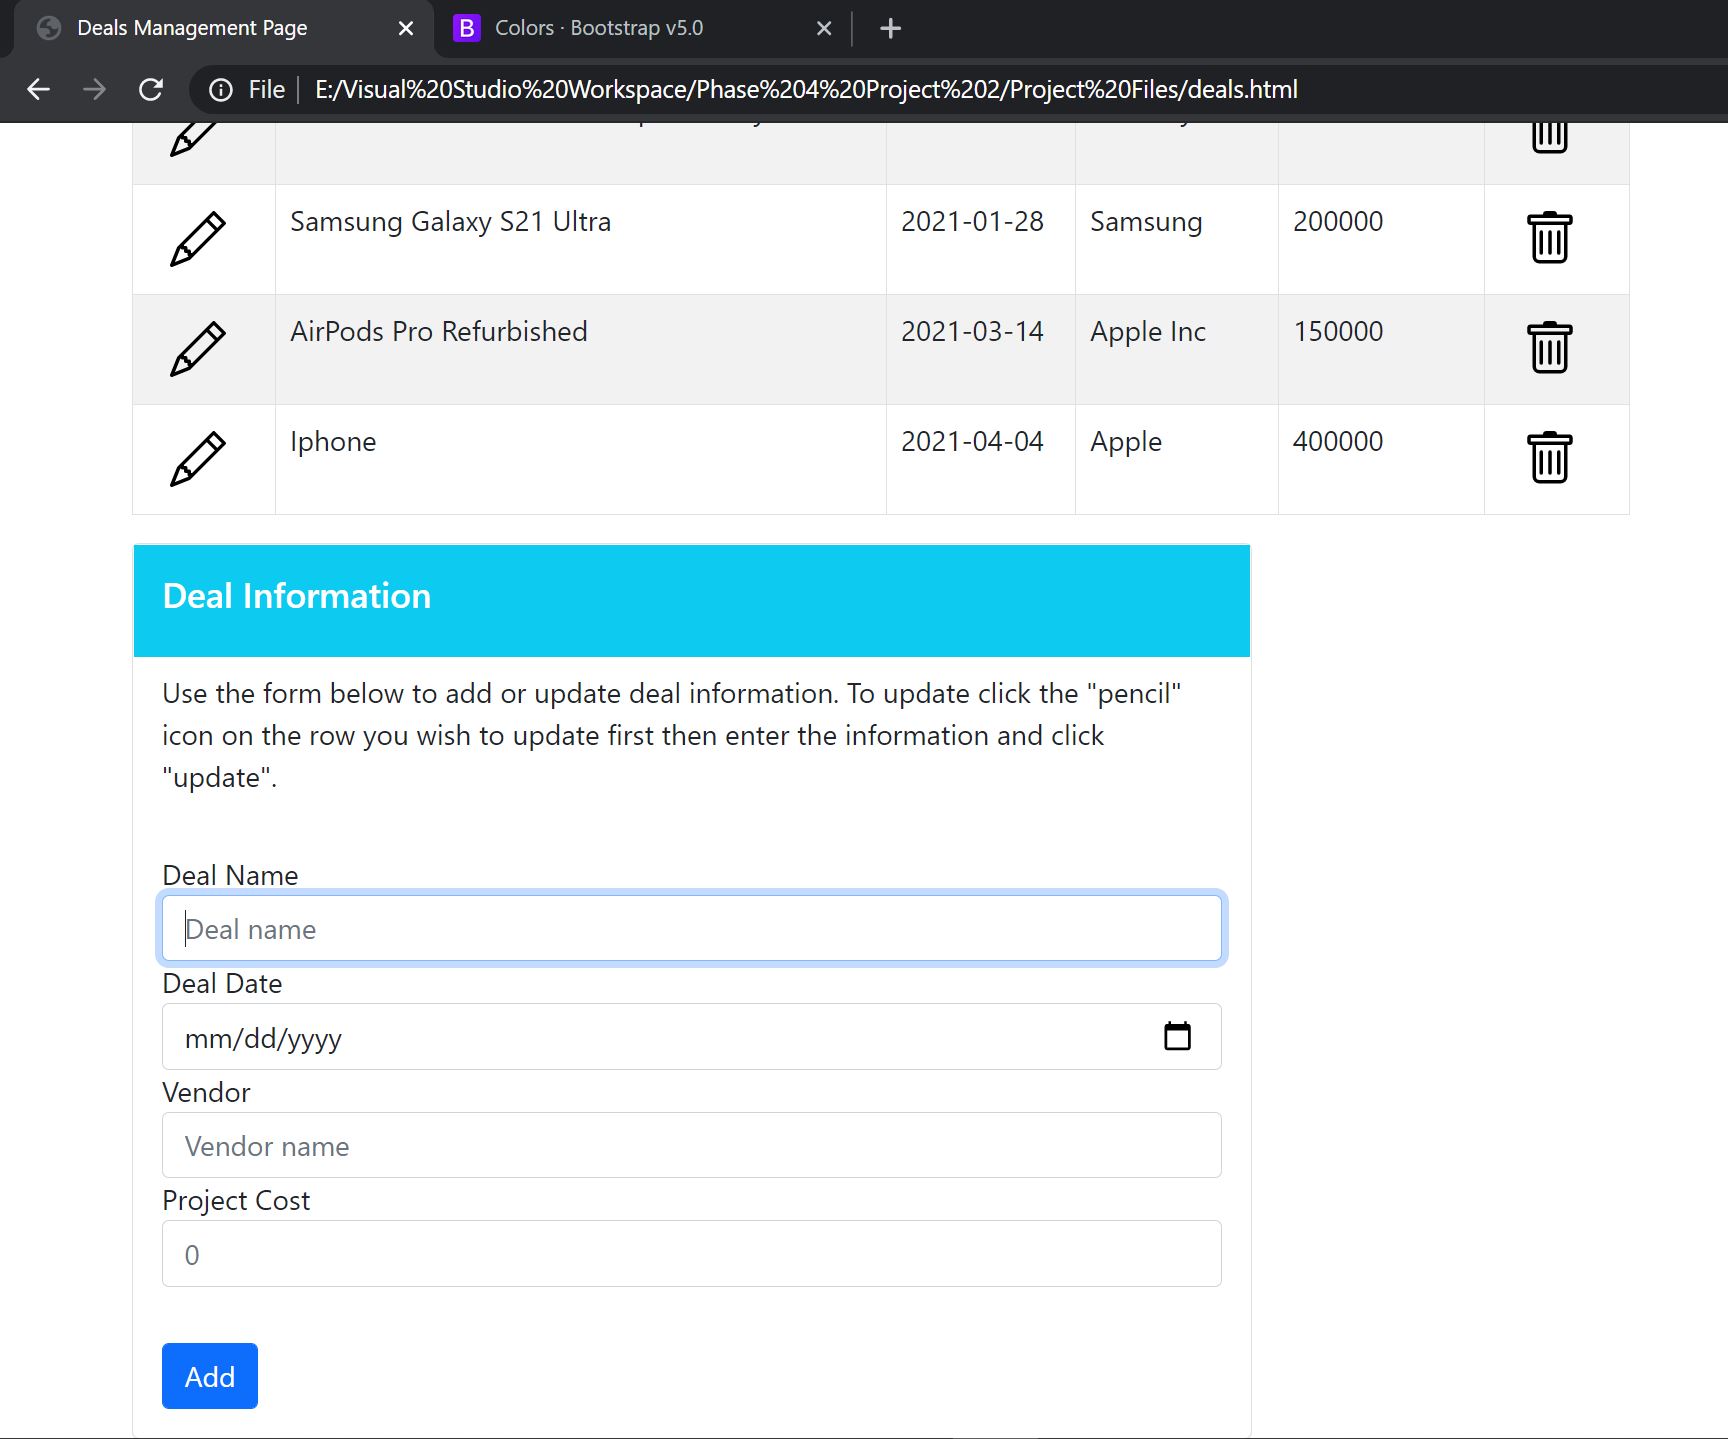 Deals Management Page
B Colors · Bootstrap v5.0
File E:/Visual%20Studio%20Workspace/Phase%204%20Project%202/Project%20Files/deals.html
Samsung Galaxy S21 Ultra 2021-01-28 Samsung 200000
AirPods Pro Refurbished 2021-03-14 Apple Inc 150000
Iphone 2021-04-04 Apple 400000
Deal Information
Use the form below to add or update deal information. To update click the "pencil"
icon on the row you wish to update first then enter the information and click
"update".
Deal Name
Deal name
Deal Date
mm/dd/yyyy
Vendor
Vendor name
Project Cost
0
Add